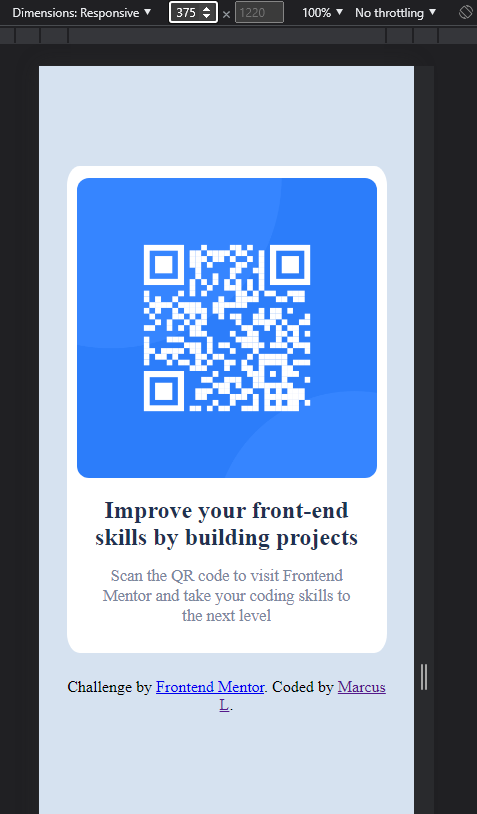 Dimensions: Responsive ▼ 375 × 1220 100% ▼ No throttling ▼
Improve your front-end
skills by building projects
Scan the QR code to visit Frontend
Mentor and take your coding skills to
the next level
Challenge by Frontend Mentor. Coded by Marcus
L.